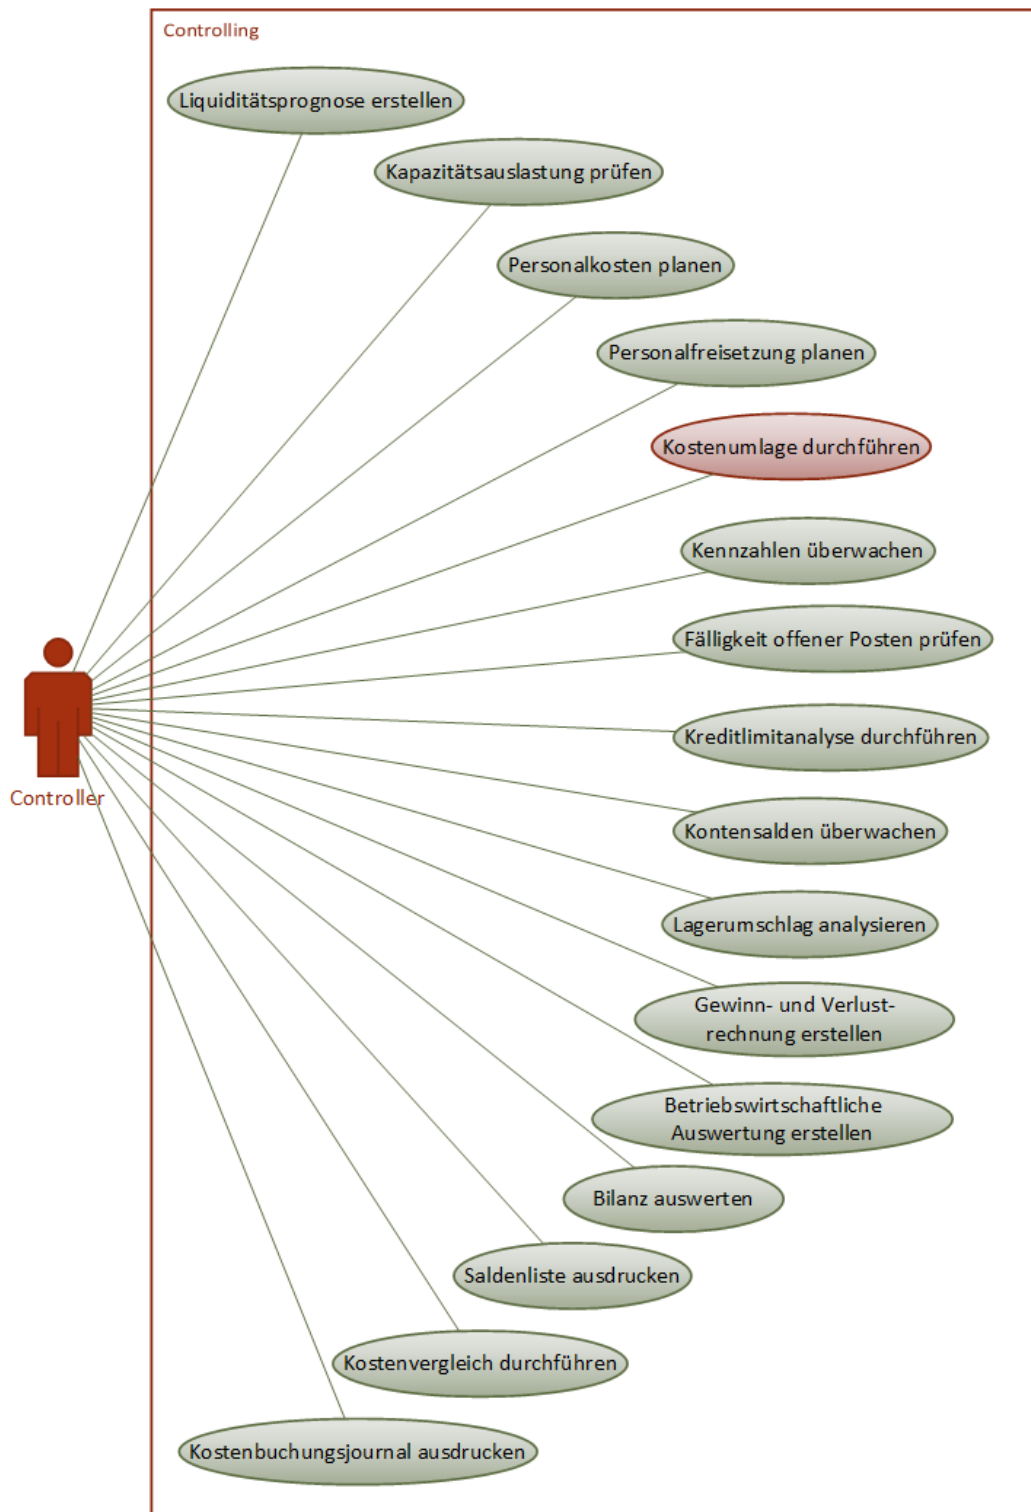 Controlling
Liquiditätsprognose erstellen
Kapazitätsauslastung prüfen
Personalkosten planen
Personalfreisetzung planen
Kostenumlage durchführen
Kennzahlen überwachen
Fälligkeit offener Posten prüfen
Kreditlimitanalyse durchführen
Controller
Kontensalden überwachen
Lagerumschlag analysieren
Gewinn- und Verlust-
rechnung erstellen
Betriebswirtschaftliche
Auswertung erstellen
Bilanz auswerten
Saldenliste ausdrucken
Kostenvergleich durchführen
Kostenbuchungsjournal ausdrucken